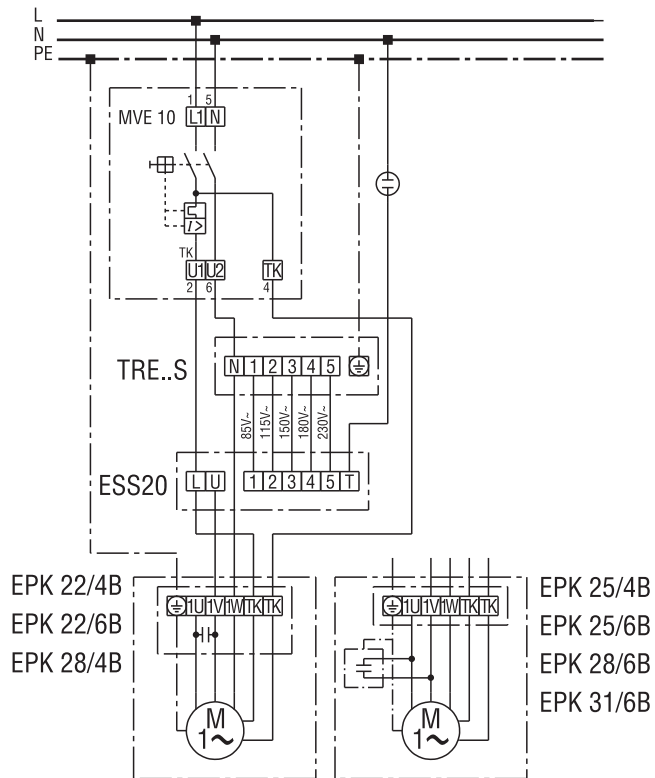 L
N
PE
1 5
MVE 10 L1 N
I>
TK
U1 U2 TK
2 6 4
TRE..S N 1 2 3 4 5
85V~ 115V~ 150V~ 180V~ 230V~
ESS20 L U 1 2 3 4 5 T
EPK 22/4B
EPK 22/6B
EPK 28/4B
1U 1V 1W TK TK
M
1~
1U 1V 1W TK TK
M
1~
EPK 25/4B
EPK 25/6B
EPK 28/6B
EPK 31/6B